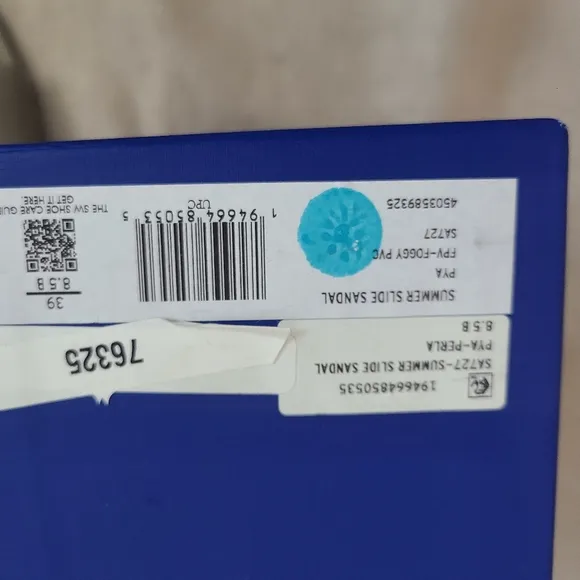 194664850535
SA727-SUMMER SLIDE SANDAL
PYA-PERLA
8.5 B
76325
SUMMER SLIDE SANDAL
PYA
FPV-FOGGY PVC
SA727
4503589325
1 94664 85053 5
UPC
39
8.5 B
THE SW SHOE CARE GUI
GET IT HERE.